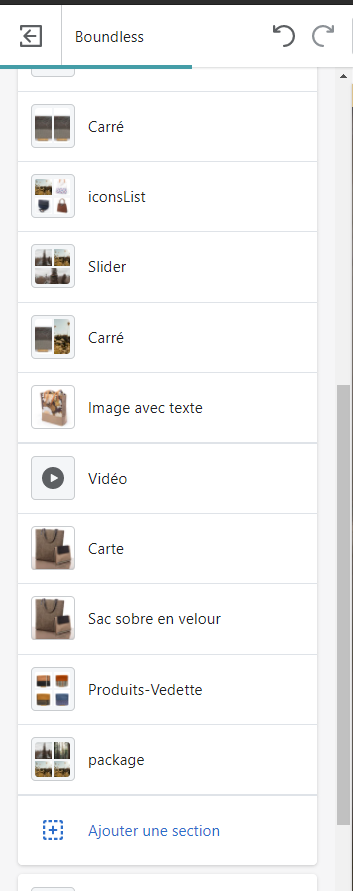 Boundless
Carré
iconsList
Slider
Carré
Image avec texte
Vidéo
Carte
Sac sobre en velour
Produits-Vedette
package
Ajouter une section